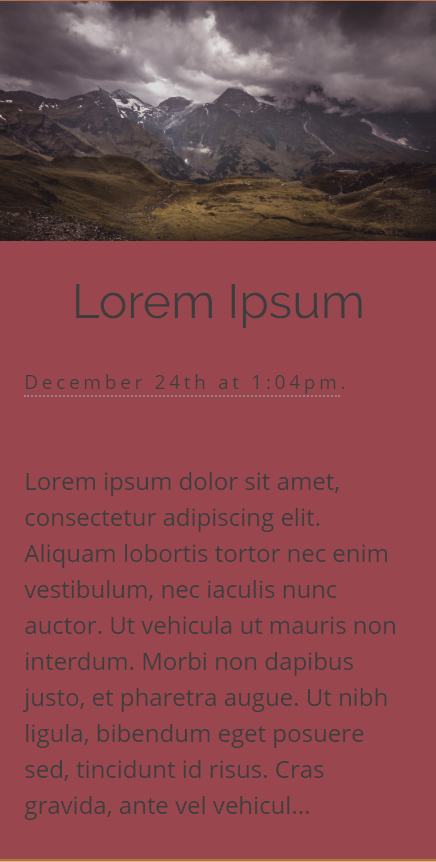 Lorem Ipsum
December 24th at 1:04pm.
Lorem ipsum dolor sit amet,
consectetur adipiscing elit.
Aliquam lobortis tortor nec enim
vestibulum, nec iaculis nunc
auctor. Ut vehicula ut mauris non
interdum. Morbi non dapibus
justo, et pharetra augue. Ut nibh
ligula, bibendum eget posuere
sed, tincidunt id risus. Cras
gravida, ante vel vehicul...